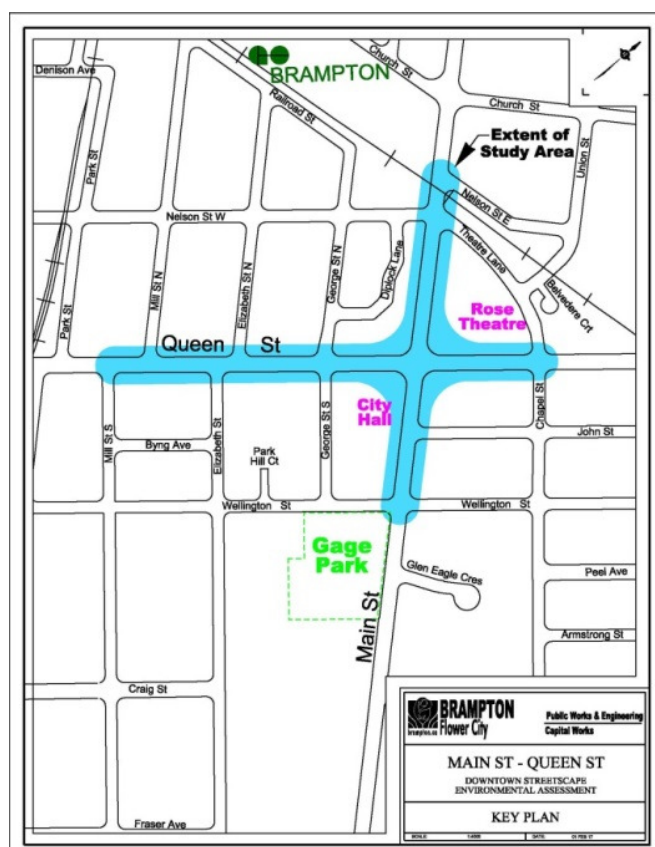 Denison Ave
BRAMPTON
Church St
Church St
Railroad St
Extent of
Study Area
Union St
Park St
Nelson St E
Nelson St W
Theatre Lane
Mill St N
Elizabeth St N
George St N
Diplock Lane
Belvedere Crt
Park St
Rose
Theatre
Queen St
City
Hall
Chapel St
Mill St S
Byng Ave
Elizabeth St
Park
Hill Ct
George St S
John St
Wellington St
Wellington St
Gage
Park
Main St
Glen Eagle Cres
Peel Ave
Armstrong St
Craig St
Fraser Ave
BRAMPTON
Flower City
brampton.ca
Public Works & Engineering
Capital Works
MAIN ST - QUEEN ST
DOWNTOWN STREETSCAPE
ENVIRONMENTAL ASSESSMENT
KEY PLAN
SCALE:
DATE: